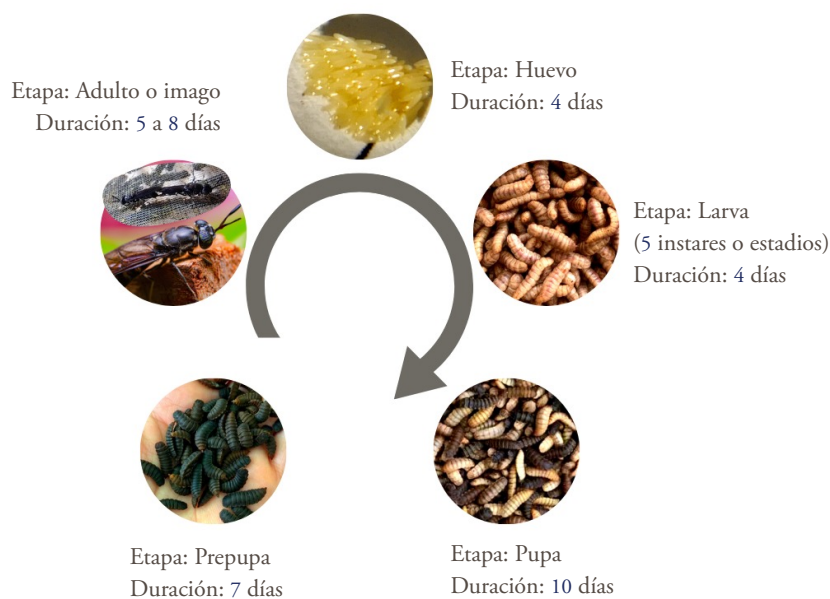 Etapa: Huevo
Duración: 4 días
Etapa: Adulto o imago
Duración: 5 a 8 días
Etapa: Larva
(5 instares o estadios)
Duración: 4 días
Etapa: Prepupa
Duración: 7 días
Etapa: Pupa
Duración: 10 días